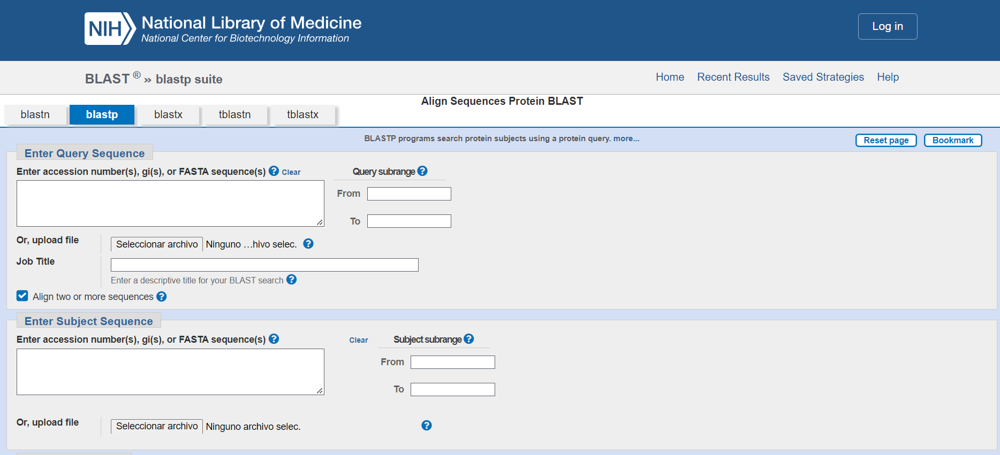 NIH National Library of Medicine
National Center for Biotechnology Information
Log in
BLAST ® » blastp suite
Home Recent Results Saved Strategies Help
Align Sequences Protein BLAST
blastn blastp blastx tblastn tblastx
BLASTP programs search protein subjects using a protein query. more...
Reset page Bookmark
Enter Query Sequence
Enter accession number(s), gi(s), or FASTA sequence(s) ? Clear
Query subrange ?
From
To
Or, upload file
Seleccionar archivo Ninguno ...hivo selec. ?
Job Title
Enter a descriptive title for your BLAST search ?
Align two or more sequences ?
Enter Subject Sequence
Enter accession number(s), gi(s), or FASTA sequence(s) ? Clear
Subject subrange ?
From
To
Or, upload file
Seleccionar archivo Ninguno archivo selec. ?